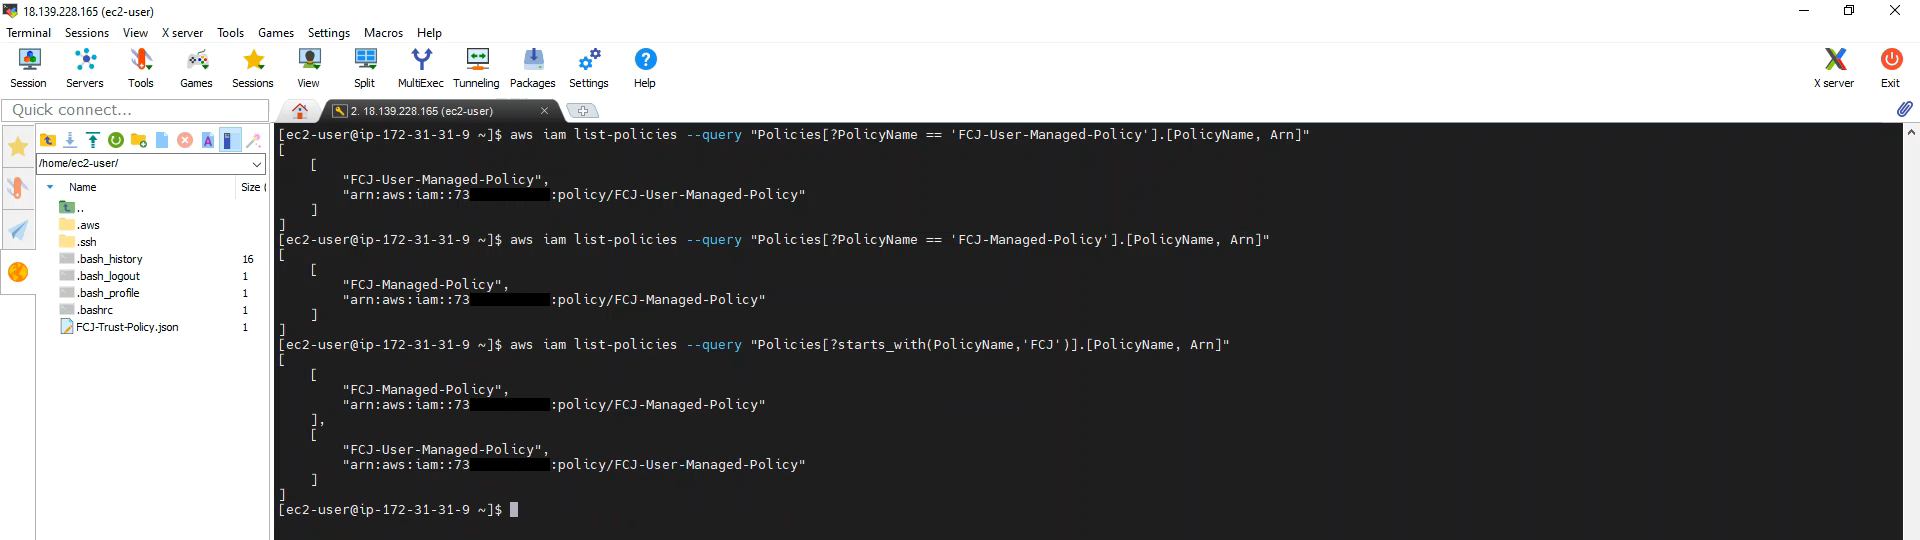 18.139.228.165 (ec2-user)
Terminal Sessions View X server Tools Games Settings Macros Help
Session Servers Tools Games Sessions View Split MultiExec Tunneling Packages Settings Help X server Exit
Quick connect...
2. 18.139.228.165 (ec2-user)
/home/ec2-user/
Name Size (
..
.aws
.ssh
.bash_history 16
.bash_logout 1
.bash_profile 1
.bashrc 1
FCJ-Trust-Policy.json 1
[ec2-user@ip-172-31-31-9 ~]$ aws iam list-policies --query "Policies[?PolicyName == 'FCJ-User-Managed-Policy'].[PolicyName, Arn]"
[
[
"FCJ-User-Managed-Policy",
"arn:aws:iam::73 :policy/FCJ-User-Managed-Policy"
]
]
[ec2-user@ip-172-31-31-9 ~]$ aws iam list-policies --query "Policies[?PolicyName == 'FCJ-Managed-Policy'].[PolicyName, Arn]"
[
[
"FCJ-Managed-Policy",
"arn:aws:iam::73 :policy/FCJ-Managed-Policy"
]
]
[ec2-user@ip-172-31-31-9 ~]$ aws iam list-policies --query "Policies[?starts_with(PolicyName,'FCJ')].[PolicyName, Arn]"
[
[
"FCJ-Managed-Policy",
"arn:aws:iam::73 :policy/FCJ-Managed-Policy"
],
[
"FCJ-User-Managed-Policy",
"arn:aws:iam::73 :policy/FCJ-User-Managed-Policy"
]
]
[ec2-user@ip-172-31-31-9 ~]$